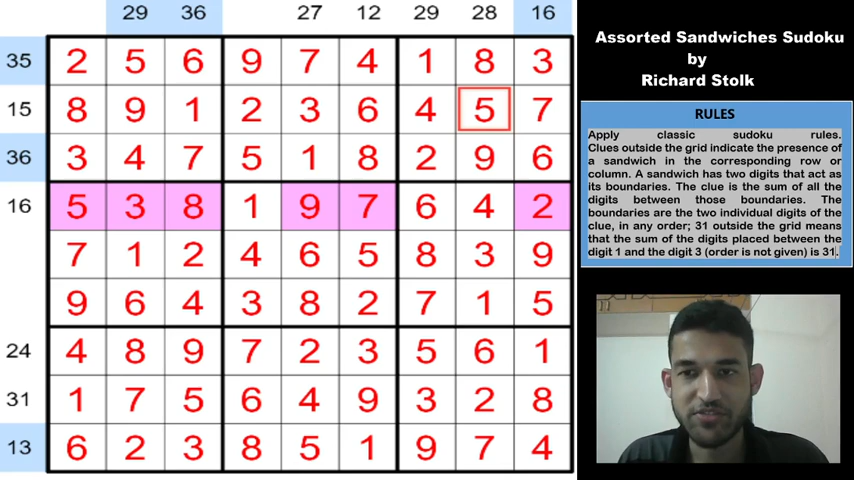 29 36 27 12 29 28 16
35 2 5 6 9 7 4 1 8 3
15 8 9 1 2 3 6 4 5 7
36 3 4 7 5 1 8 2 9 6
16 5 3 8 1 9 7 6 4 2
7 1 2 4 6 5 8 3 9
9 6 4 3 8 2 7 1 5
24 4 8 9 7 2 3 5 6 1
31 1 7 5 6 4 9 3 2 8
13 6 2 3 8 5 1 9 7 4
Assorted Sandwiches Sudoku
by
Richard Stolk
RULES
Apply classic sudoku rules.
Clues outside the grid indicate the presence of
a sandwich in the corresponding row or
column. A sandwich has two digits that act as
its boundaries. The clue is the sum of all the
digits between those boundaries. The
boundaries are the two individual digits of the
clue, in any order; 31 outside the grid means
that the sum of the digits placed between the
digit 1 and the digit 3 (order is not given) is 31.